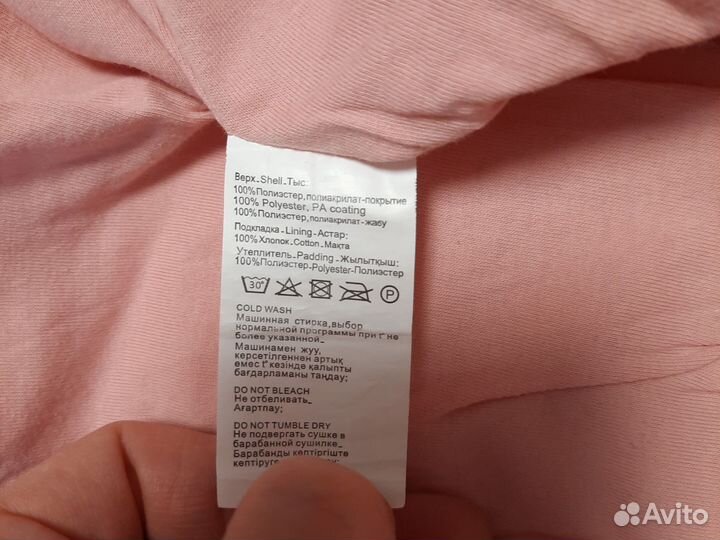 Верх-Shell-Тыс:
100%Полиэстер,полиакрилат-покрытие
100% Polyester, PA coating
100%Полиэстер,полиакрилат-жабу
Подкладка-Lining-Астар:
100%Хлопок-Cotton-Мақта
Утеплитель-Padding-Жылытқыш:
100%Полиэстер-Polyester-Полиэстер
30°
P
COLD WASH
Машинная стирка,выбор
нормальной программы при t° не
более указанной.
Машинамен жуу,
көрсетілгеннен артық
емес t° кезінде қалыпты
бағдарламаны таңдау;
DO NOT BLEACH
Не отбеливать.
Ағартпау;
DO NOT TUMBLE DRY
Не подвергать сушке в
барабанной сушилке.
Барабанды кептіргіште
Avito